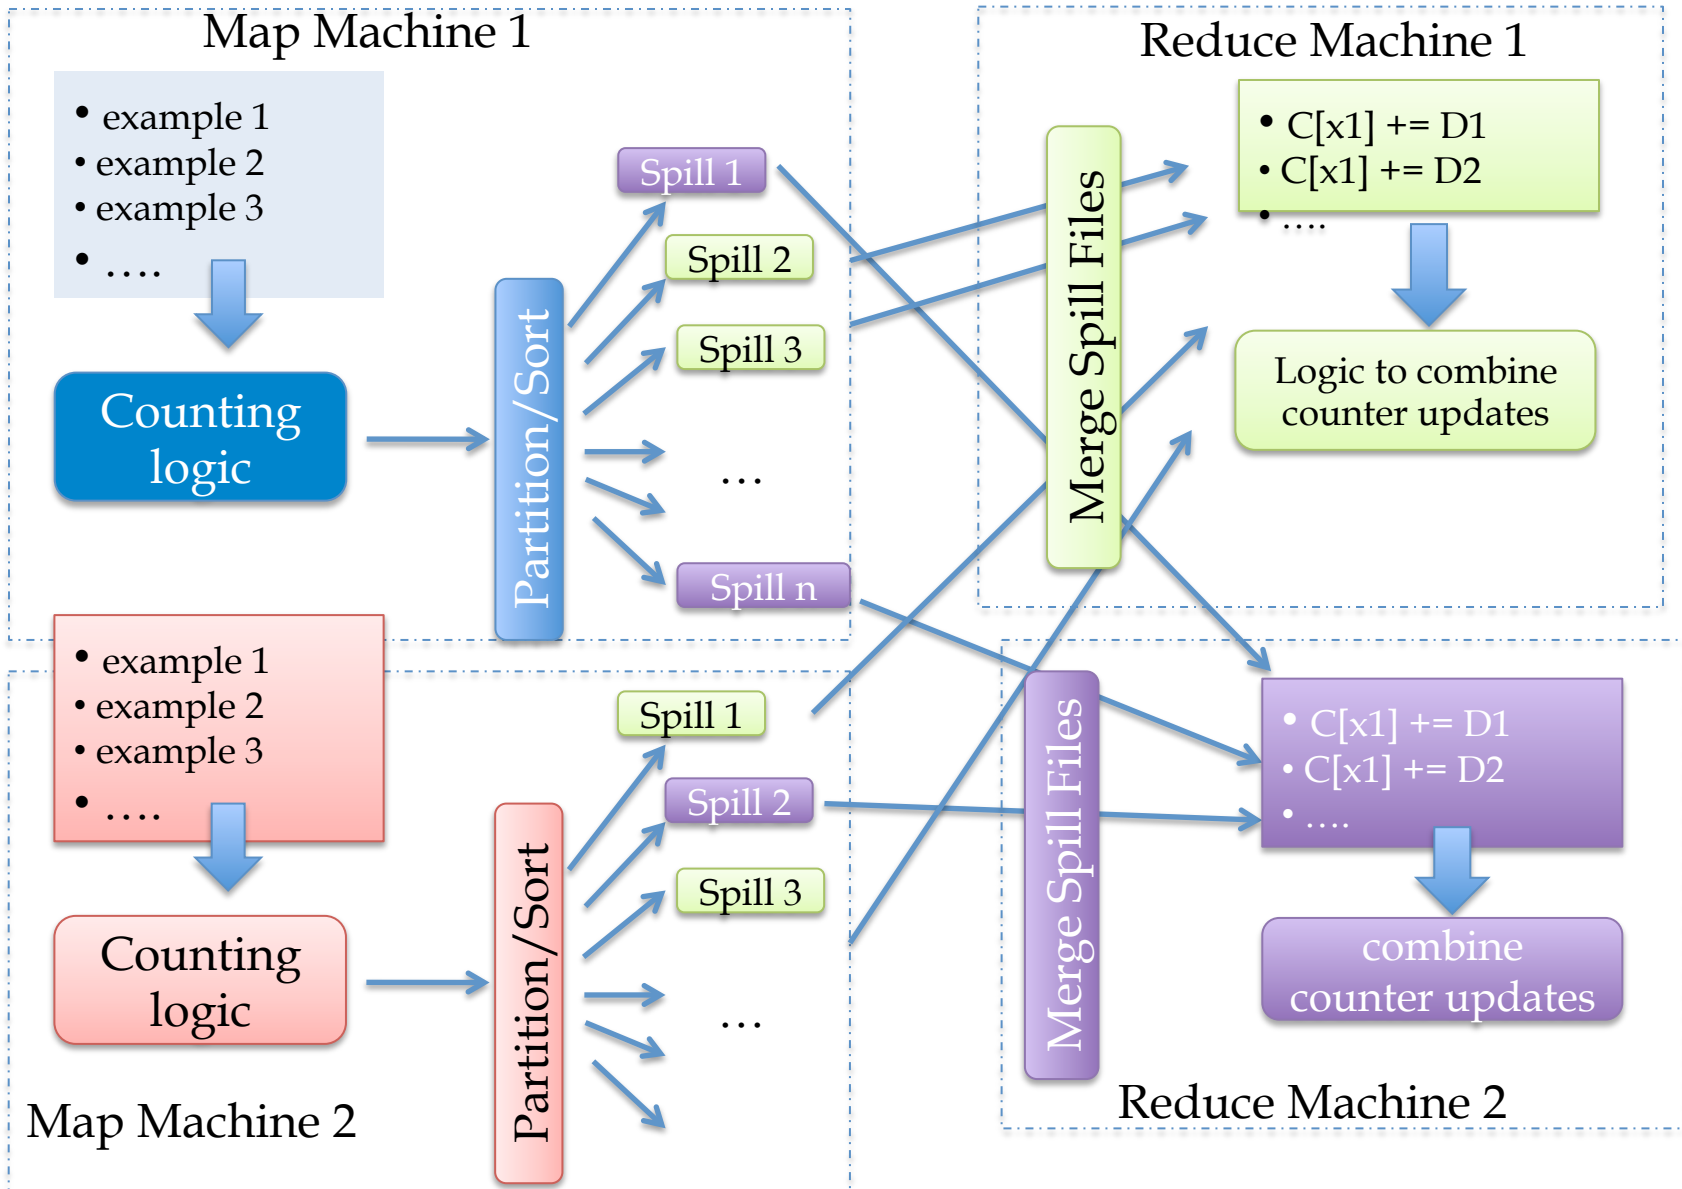 Map Machine 1
• example 1
• example 2
• example 3
• ....
Counting
logic
Partition/Sort
Spill 1
Spill 2
Spill 3
...
Spill n
Map Machine 2
• example 1
• example 2
• example 3
• ....
Counting
logic
Partition/Sort
Spill 1
Spill 2
Spill 3
...
Reduce Machine 1
Merge Spill Files
• C[x1] += D1
• C[x1] += D2
• ....
Logic to combine
counter updates
Reduce Machine 2
Merge Spill Files
• C[x1] += D1
• C[x1] += D2
• ....
combine
counter updates